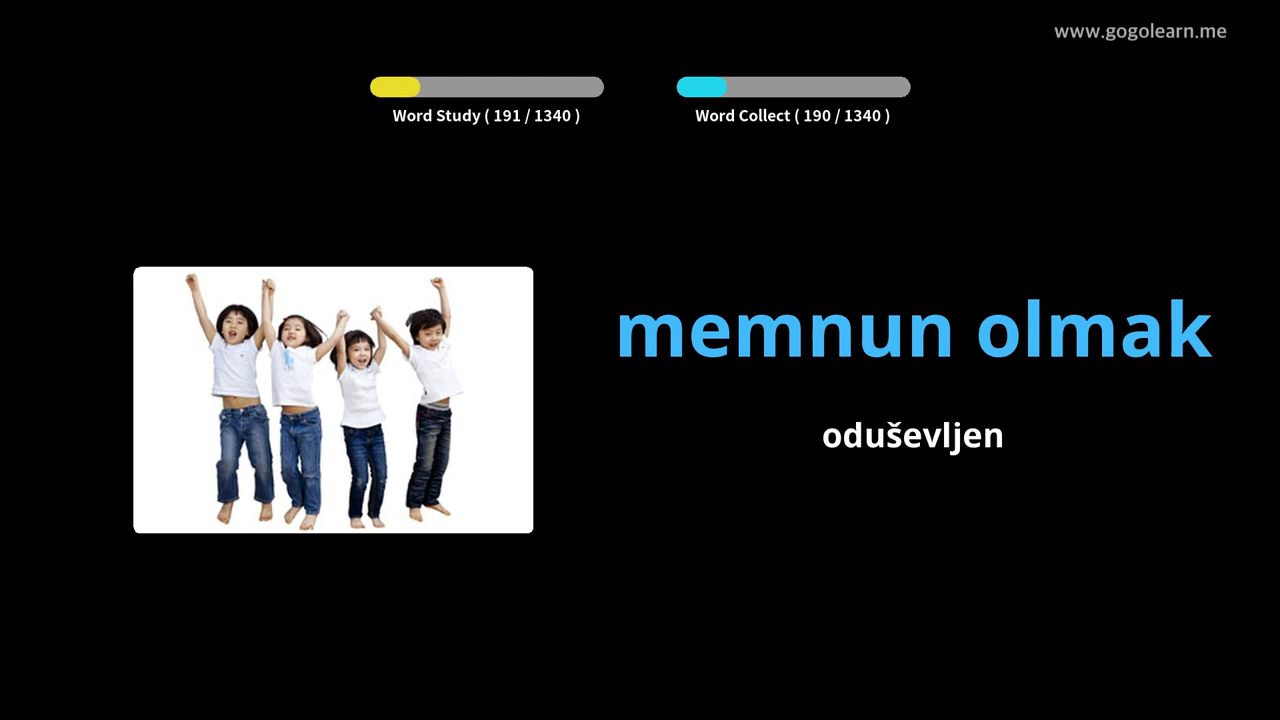 www.gogolearn.me
Word Study ( 191 / 1340 )
Word Collect ( 190 / 1340 )
memnun olmak
oduševljen